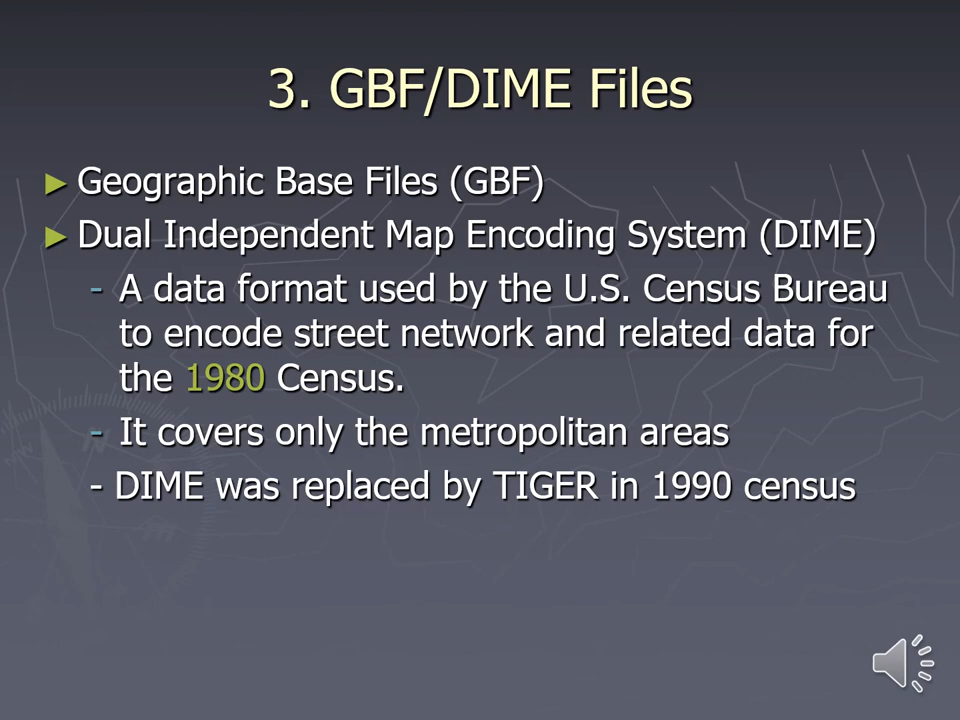 3. GBF/DIME Files
► Geographic Base Files (GBF)
► Dual Independent Map Encoding System (DIME)
- A data format used by the U.S. Census Bureau
to encode street network and related data for
the 1980 Census.
- It covers only the metropolitan areas
- DIME was replaced by TIGER in 1990 census